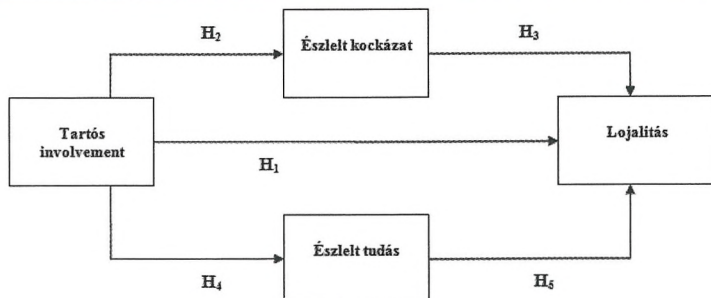 H₂
Észlelt kockázat
H₃
Tartós
involvement
H₁
Lojalitás
H₄
Észlelt tudás
H₅